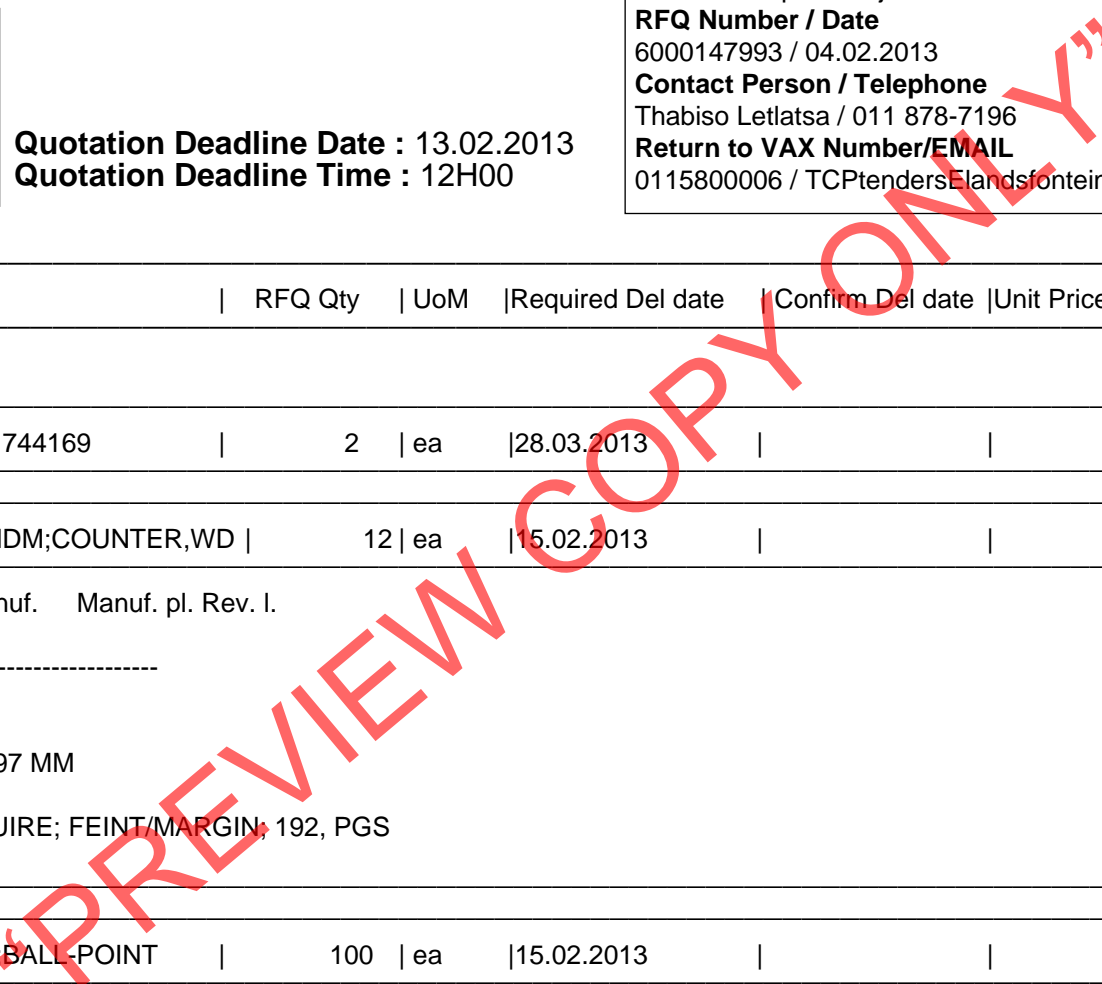 RFQ Number / Date
6000147993 / 04.02.2013
Contact Person / Telephone
Thabiso Letlatsa / 011 878-7196
Return to VAX Number/EMAIL
0115800006 / TCPtendersElandsfontein
Quotation Deadline Date : 13.02.2013
Quotation Deadline Time : 12H00
| RFQ Qty | UoM |Required Del date | Confirm Del date |Unit Price
744169 | 2 | ea |28.03.2013 | |
;COUNTER,WD | 12 | ea |15.02.2013 | |
Manuf. pl. Rev. l.
------------------
97 MM
FEINT/MARGIN; 192, PGS
BALL-POINT | 100 | ea |15.02.2013 | |
“PREVIEW COPY ONLY”